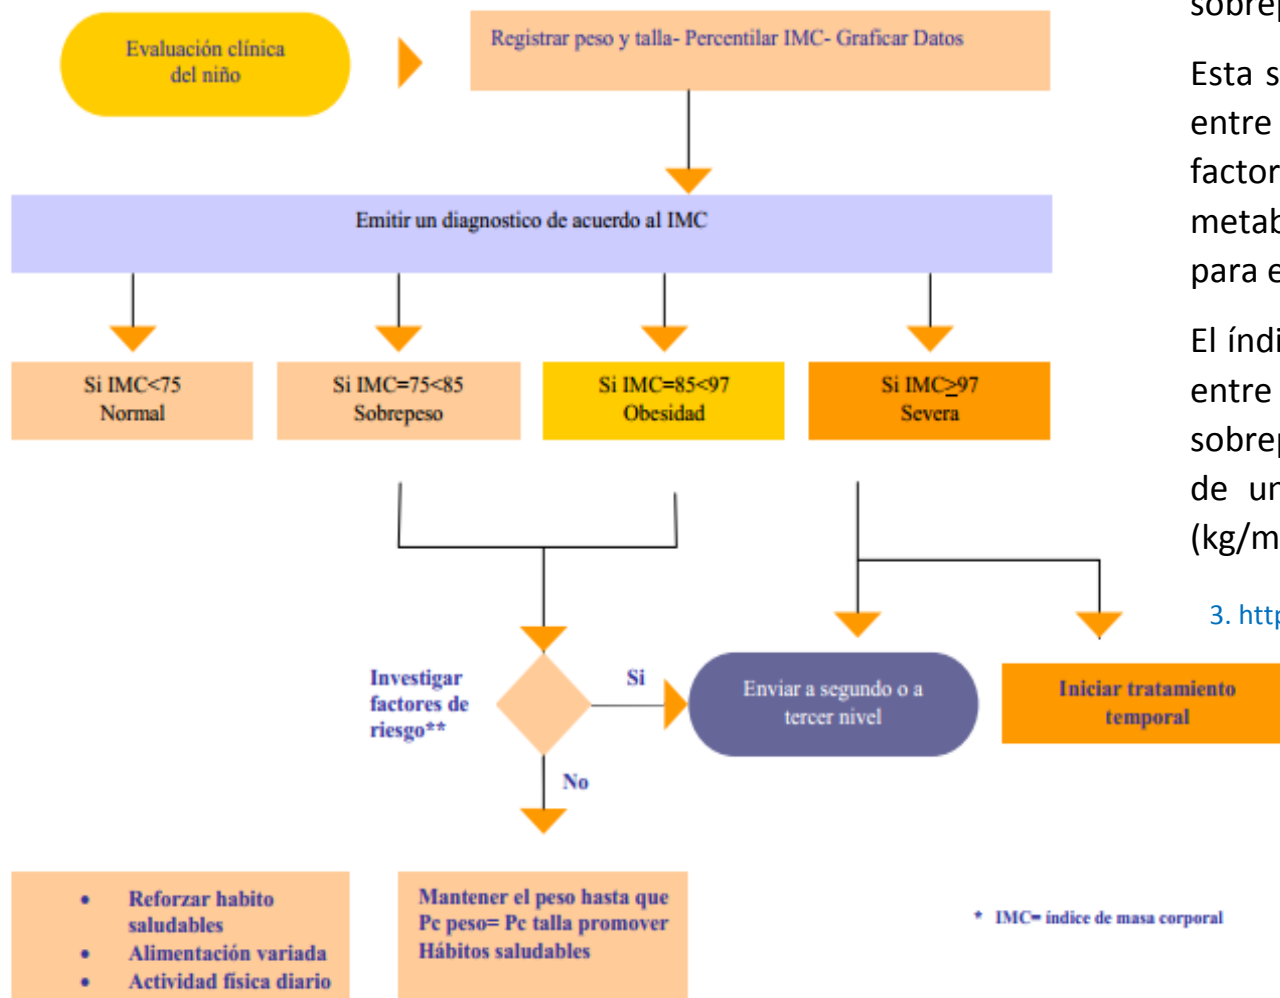 Evaluación clínica
del niño
Registrar peso y talla- Percentilar IMC- Graficar Datos
Emitir un diagnostico de acuerdo al IMC
Si IMC<75
Normal
Si IMC=75<85
Sobrepeso
Si IMC=85<97
Obesidad
Si IMC≥97
Severa
Investigar
factores de
riesgo**
Si
No
Enviar a segundo o a
tercer nivel
Iniciar tratamiento
temporal
• Reforzar habito
saludables
• Alimentación variada
• Actividad física diario
Mantener el peso hasta que
Pc peso= Pc talla promover
Hábitos saludables
* IMC= índice de masa corporal
sobrep
Esta s
entre
factor
metab
para e
El índi
entre
sobrep
de un
(kg/m
3. http